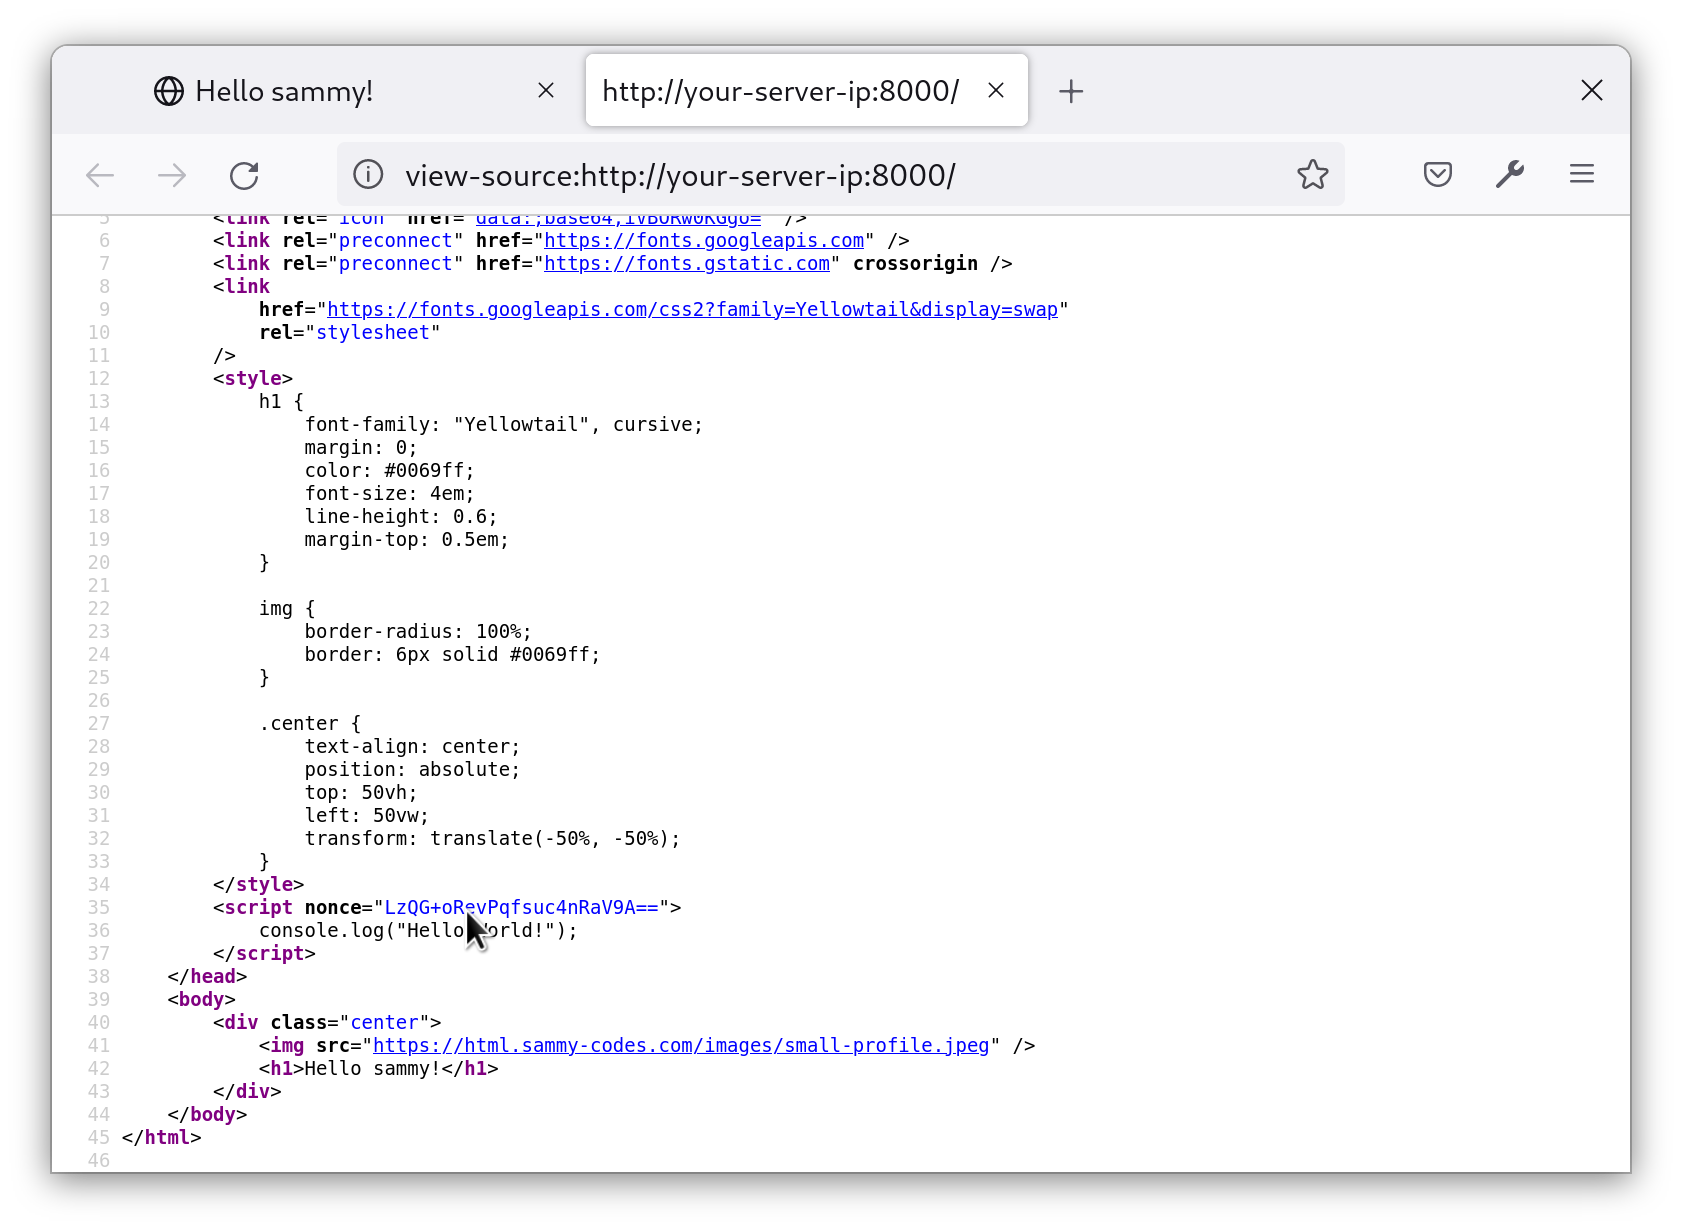 Hello sammy!
http://your-server-ip:8000/
view-source:http://your-server-ip:8000/
5 <link rel="icon" href="data:;base64,iVBORw0KGgo=" />
6 <link rel="preconnect" href="https://fonts.googleapis.com" />
7 <link rel="preconnect" href="https://fonts.gstatic.com" crossorigin />
8 <link
9 href="https://fonts.googleapis.com/css2?family=Yellowtail&display=swap"
10 rel="stylesheet"
11 />
12 <style>
13 h1 {
14 font-family: "Yellowtail", cursive;
15 margin: 0;
16 color: #0069ff;
17 font-size: 4em;
18 line-height: 0.6;
19 margin-top: 0.5em;
20 }
21
22 img {
23 border-radius: 100%;
24 border: 6px solid #0069ff;
25 }
26
27 .center {
28 text-align: center;
29 position: absolute;
30 top: 50vh;
31 left: 50vw;
32 transform: translate(-50%, -50%);
33 }
34 </style>
35 <script nonce="LzQG+oRevPqfsuc4nRaV9A==">
36 console.log("Hello World!");
37 </script>
38 </head>
39 <body>
40 <div class="center">
41 <img src="https://html.sammy-codes.com/images/small-profile.jpeg" />
42 <h1>Hello sammy!</h1>
43 </div>
44 </body>
45 </html>
46